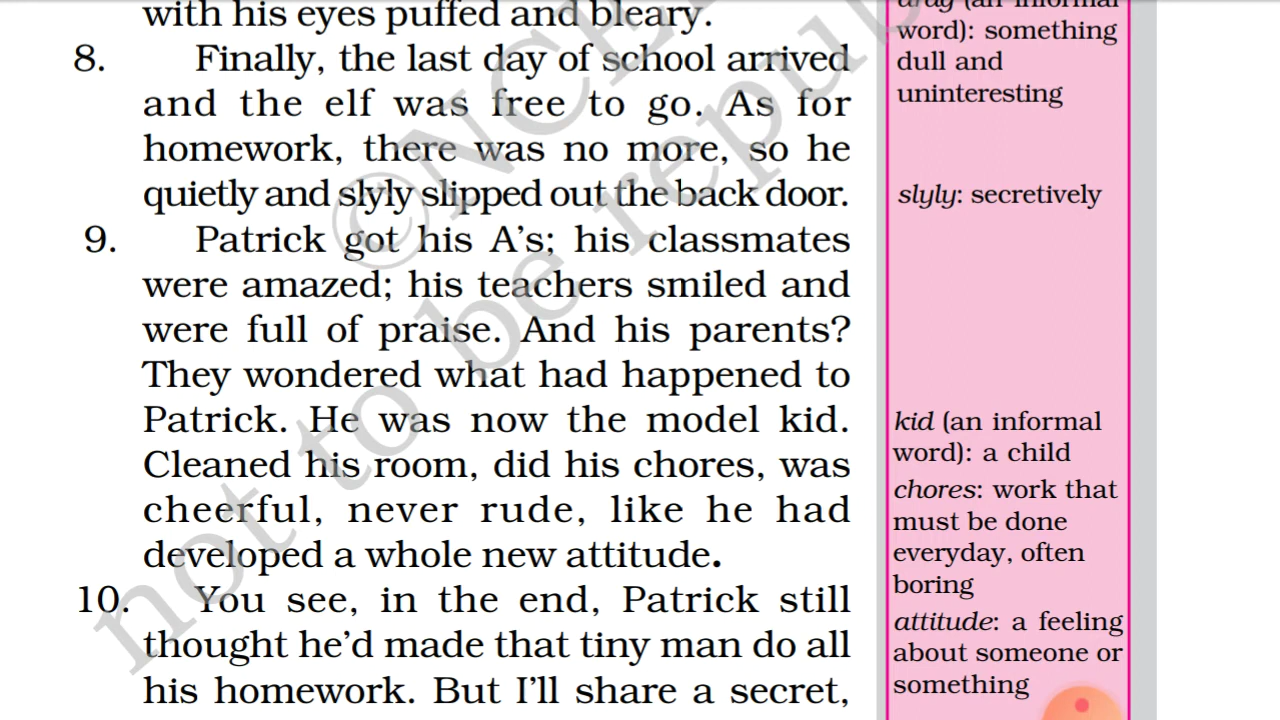 with his eyes puffed and bleary.
8. Finally, the last day of school arrived
and the elf was free to go. As for
homework, there was no more, so he
quietly and slyly slipped out the back door.
9. Patrick got his A's; his classmates
were amazed; his teachers smiled and
were full of praise. And his parents?
They wondered what had happened to
Patrick. He was now the model kid.
Cleaned his room, did his chores, was
cheerful, never rude, like he had
developed a whole new attitude.
10. You see, in the end, Patrick still
thought he'd made that tiny man do all
his homework. But I'll share a secret,
(an informal
word): something
dull and
uninteresting
slyly: secretively
kid (an informal
word): a child
chores: work that
must be done
everyday, often
boring
attitude: a feeling
about someone or
something
not to be